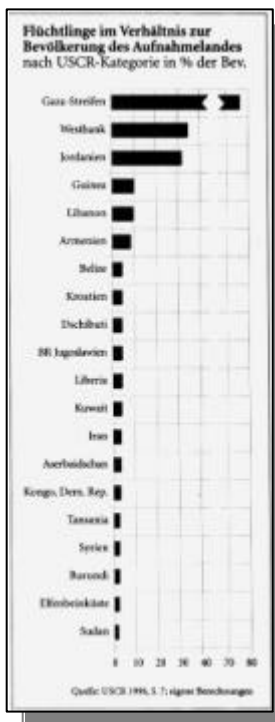 Flüchtlinge im Verhältnis zur
Bevölkerung des Aufnahmelandes
nach USCR-Kategorie in % der Bev.
Gaza-Streifen
Westbank
Jordanien
Guinea
Libanon
Armenien
Belize
Kroatien
Dschibuti
BR Jugoslavien
Liberia
Kuwait
Iran
Aserbaidschan
Kongo, Dem. Rep.
Tansania
Syrien
Burundi
Elfenbeinküste
Sudan
0 10 20 30 40 70 80
Quelle: USCR 1996, S. 7; eigene Berechnungen